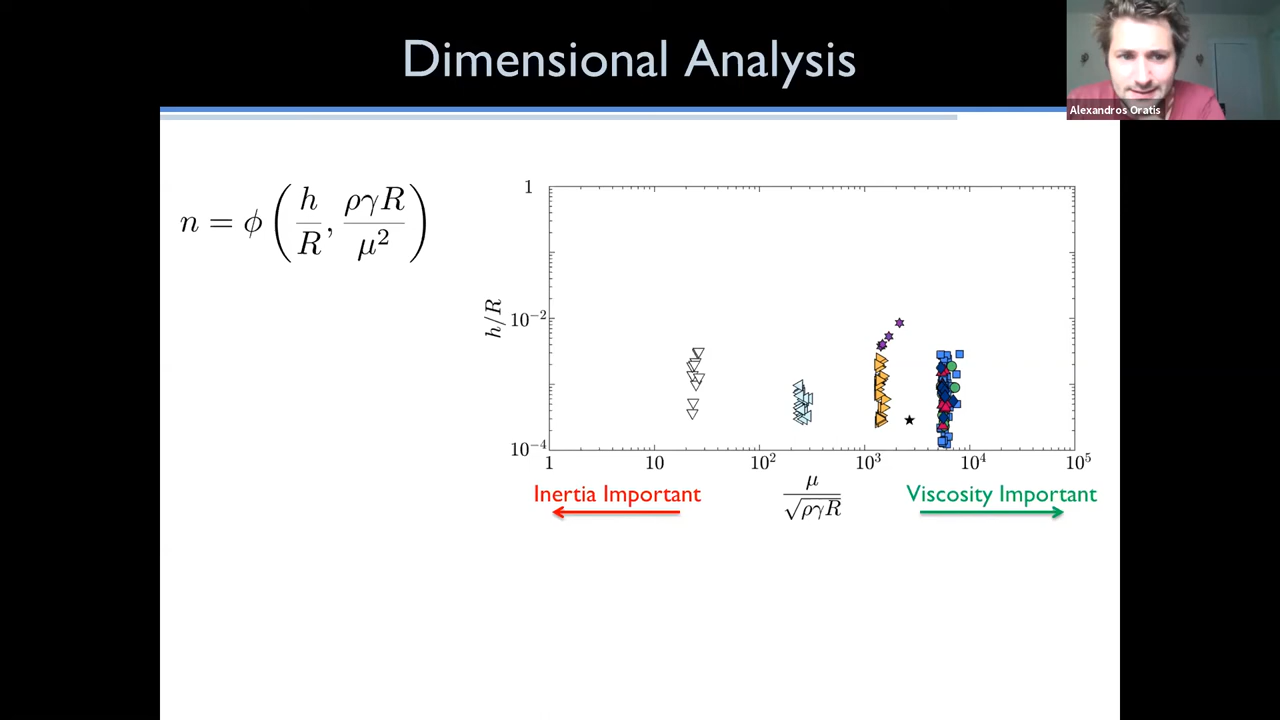 Dimensional Analysis
Alexandros Oratis
n = ϕ ( h/R , ργR/μ² )
1
h/R
10⁻²
10⁻⁴
1 10 10² 10³ 10⁴ 10⁵
Inertia Important
μ/√ργR
Viscosity Important